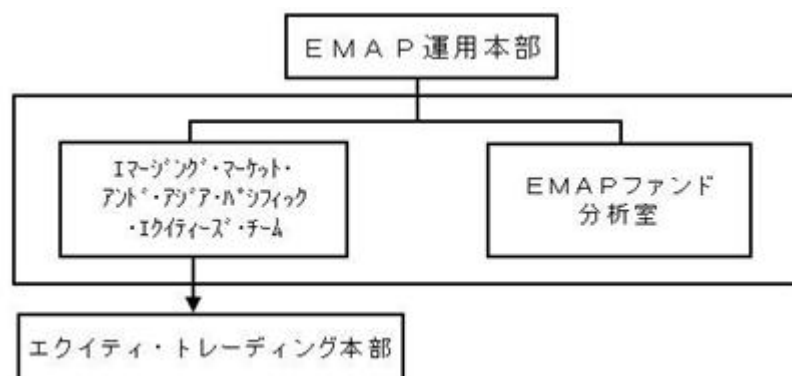 ＥＭＡＰ運用本部
ｴﾏｰｼﾞﾝｸﾞ・ﾏｰｹｯﾄ・
ｱﾝﾄﾞ・ｱｼﾞｱ・ﾊﾟｼﾌｨｯｸ
・ｴｸｲﾃｨｰｽﾞ・ﾁｰﾑ
ＥＭＡＰファンド
分析室
エクイティ・トレーディング本部